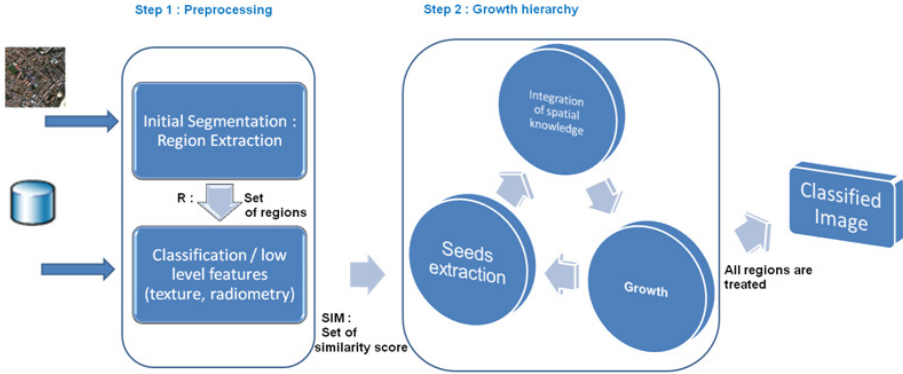 Step 1 : Preprocessing
Step 2 : Growth hierarchy
Initial Segmentation :
Region Extraction
R :
Set
of regions
Classification / low
level features
(texture, radiometry)
SIM :
Set of
similarity score
Integration
of spatial
knowledge
Seeds
extraction
Growth
All regions are
treated
Classified
Image